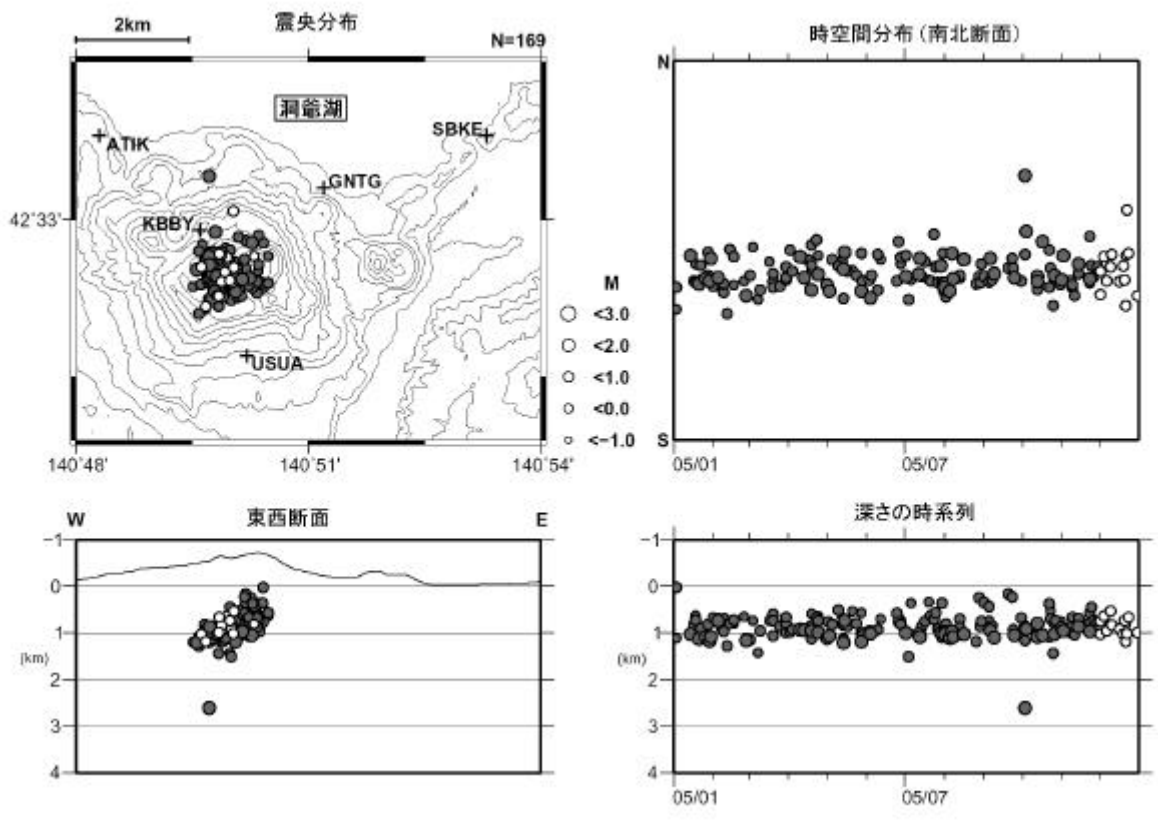 震央分布
2km
N=169
洞爺湖
ATIK
SBKE
GNTG
KBBY
USUA
42°33'
140°48'
140°51'
140°54'
M
<3.0
<2.0
<1.0
<0.0
<-1.0
時空間分布（南北断面）
N
S
05/01
05/07
東西断面
W
E
-1
0
1
(km)
2
3
4
深さの時系列
-1
0
1
(km)
2
3
4
05/01
05/07